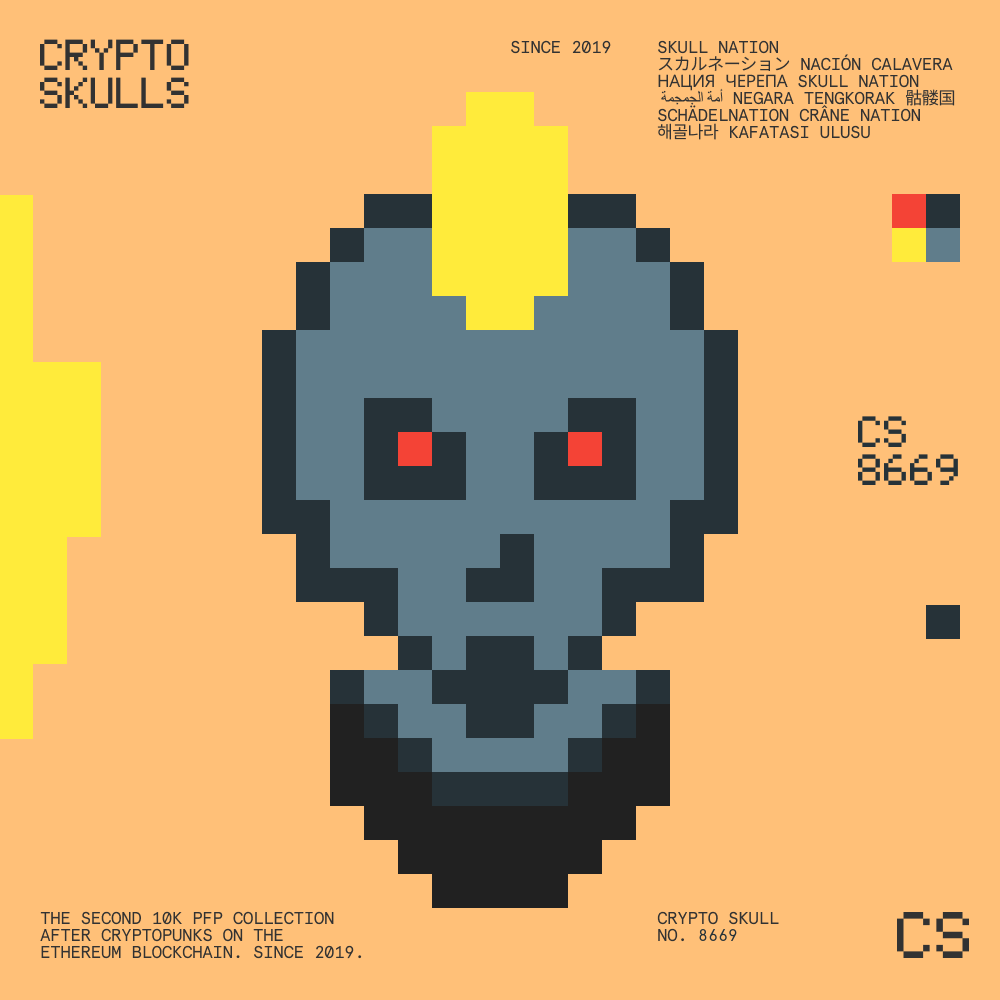 CRYPTO
SKULLS
SINCE 2019
SKULL NATION
スカルネーション NACIÓN CALAVERA
НАЦИЯ ЧЕРЕПА SKULL NATION
أمة الجمجمة NEGARA TENGKORAK 骷髅国
SCHÄDELNATION CRÂNE NATION
해골나라 KAFATASI ULUSU
CS
8669
THE SECOND 10K PFP COLLECTION
AFTER CRYPTOPUNKS ON THE
ETHEREUM BLOCKCHAIN. SINCE 2019.
CRYPTO SKULL
NO. 8669
CS